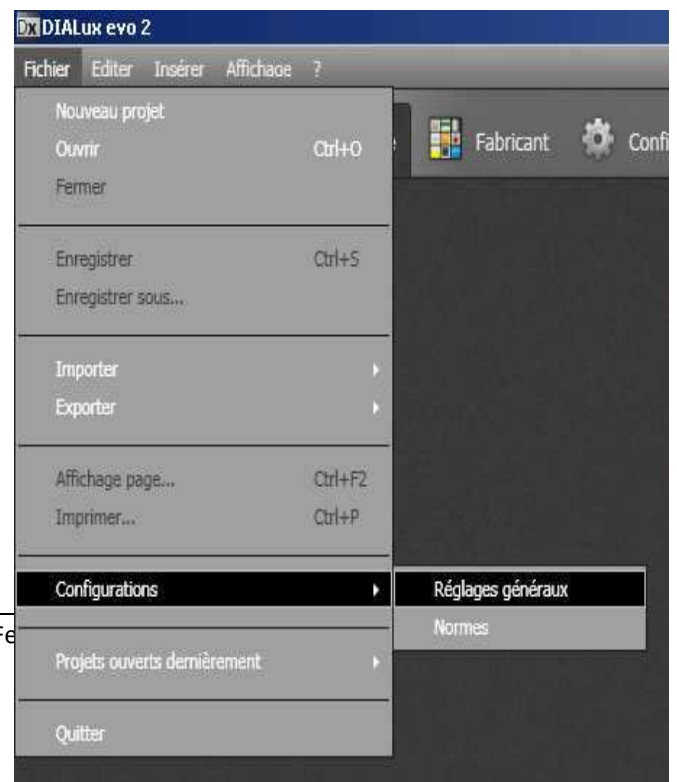 Dx DIALux evo 2
Fichier Editer Insérer Affichage ?
Nouveau projet
Ouvrir Ctrl+O
Fermer
Fabricant
Enregistrer Ctrl+S
Enregistrer sous...
Importer
Exporter
Affichage page... Ctrl+F2
Imprimer... Ctrl+P
Configurations
Réglages généraux
Normes
Projets ouverts dernièrement
Quitter